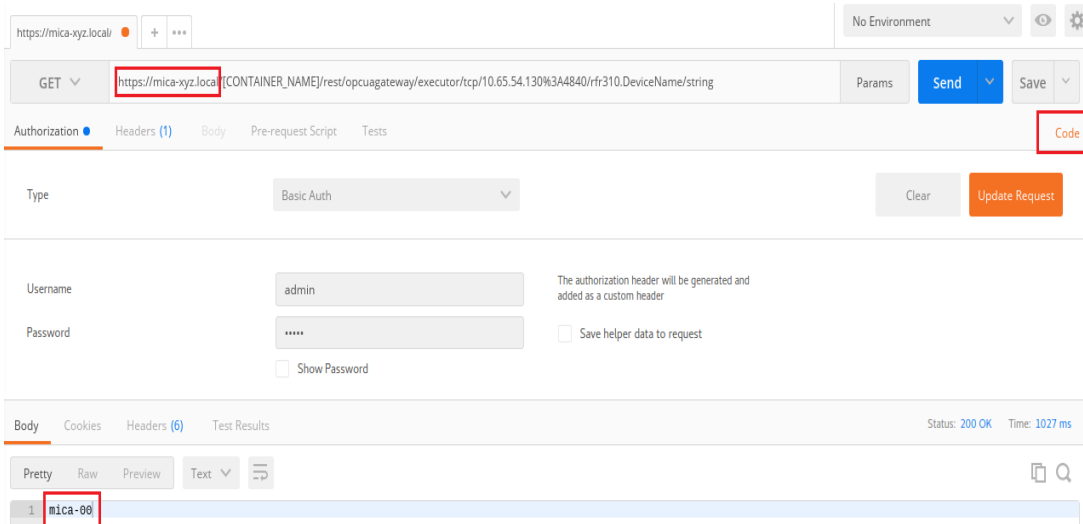 https://mica-xyz.local/ + ••• No Environment
GET https://mica-xyz.local/[CONTAINER_NAME]/rest/opcuagateway/executor/tcp/10.65.54.130%3A4840/rfr310.DeviceName/string Params Send Save
Authorization Headers (1) Body Pre-request Script Tests Code
Type Basic Auth Clear Update Request
Username admin The authorization header will be generated and
added as a custom header
Password ••••• Save helper data to request
Show Password
Body Cookies Headers (6) Test Results Status: 200 OK Time: 1027 ms
Pretty Raw Preview Text
1 mica-00